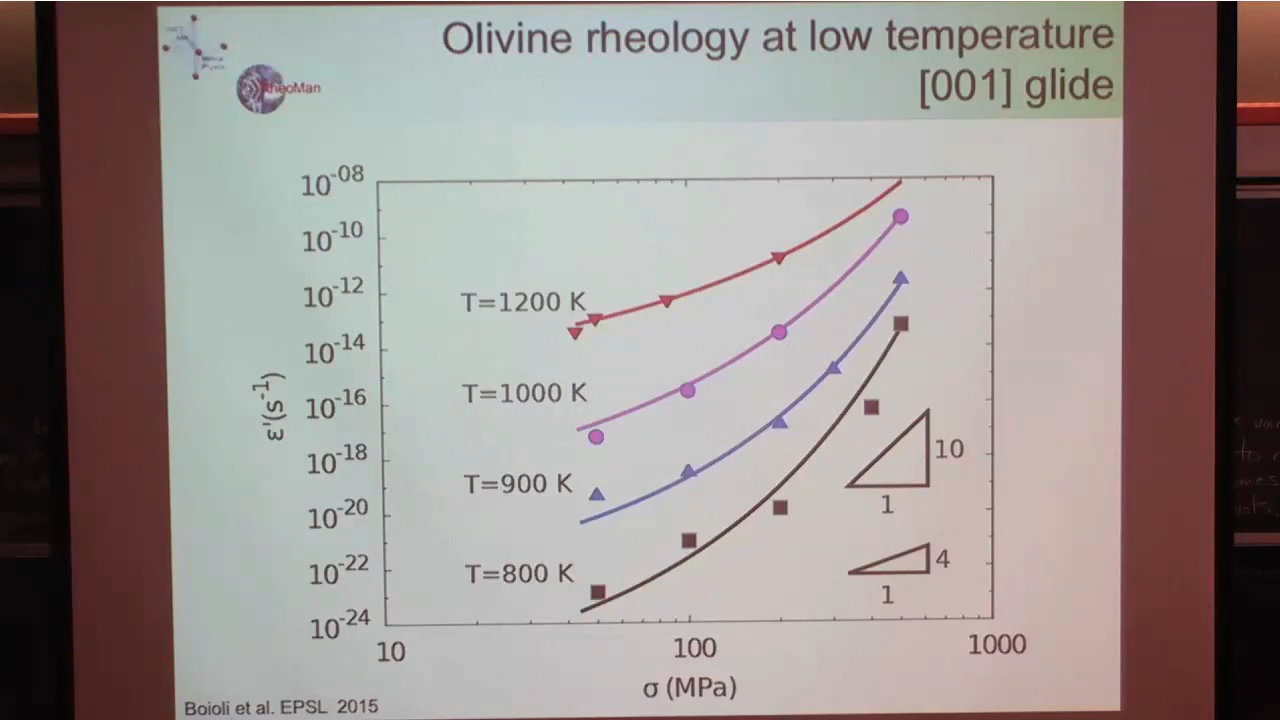 Olivine rheology at low temperature
[001] glide
RheoMan
10-08
10-10
10-12
10-14
10-16
10-18
10-20
10-22
10-24
ε'(s-1)
T=1200 K
T=1000 K
T=900 K
T=800 K
10
1
4
1
10
100
1000
σ (MPa)
Boioli et al. EPSL 2015